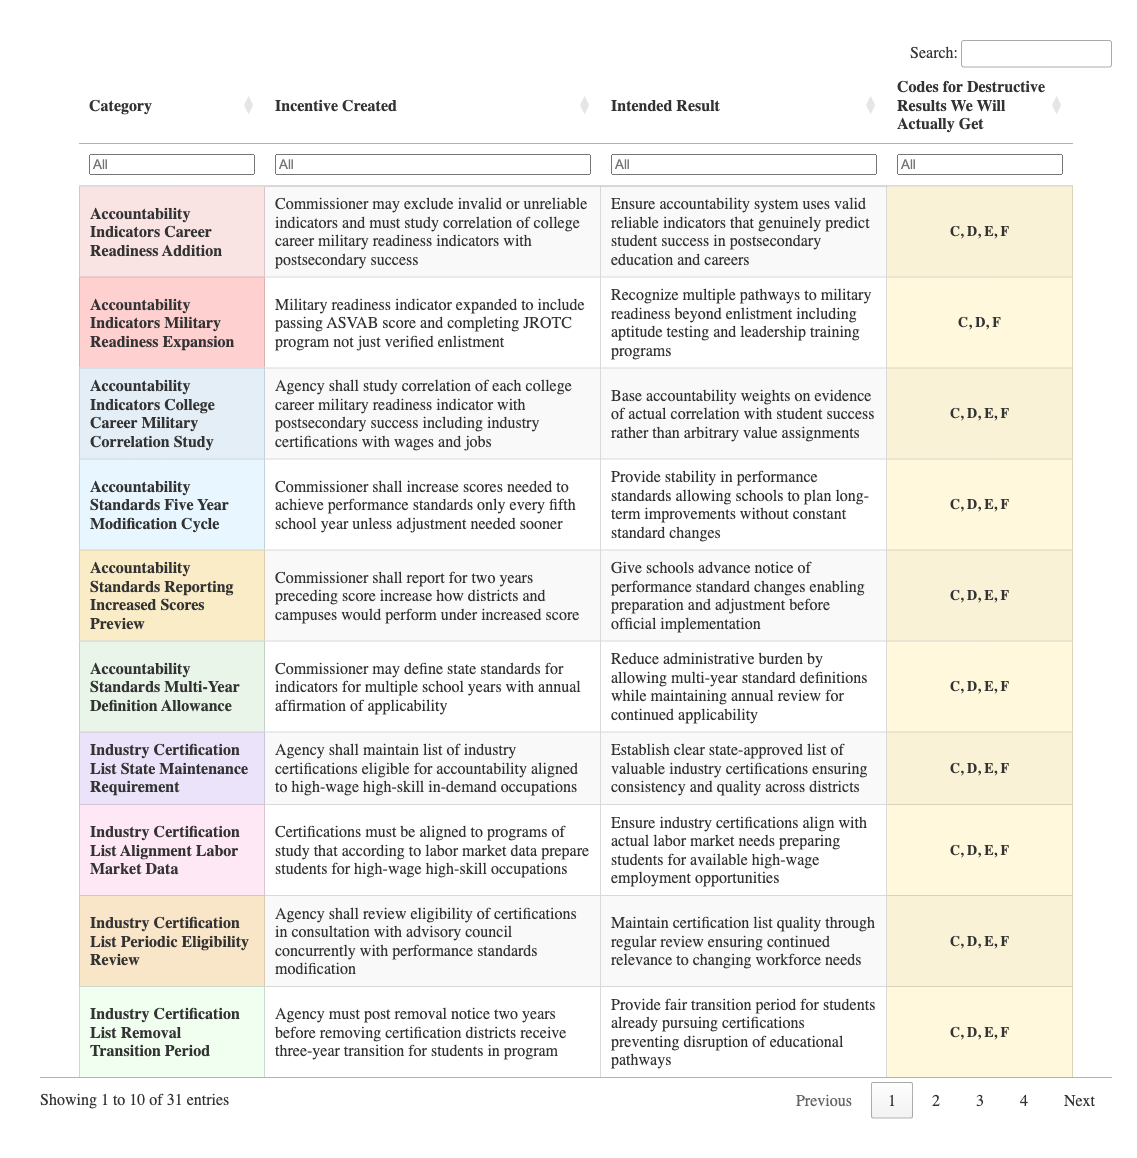 Search:
Category
Incentive Created
Intended Result
Codes for Destructive
Results We Will
Actually Get
All
All
All
All
Accountability
Indicators Career
Readiness Addition
Commissioner may exclude invalid or unreliable
indicators and must study correlation of college
career military readiness indicators with
postsecondary success
Ensure accountability system uses valid
reliable indicators that genuinely predict
student success in postsecondary
education and careers
C, D, E, F
Accountability
Indicators Military
Readiness Expansion
Military readiness indicator expanded to include
passing ASVAB score and completing JROTC
program not just verified enlistment
Recognize multiple pathways to military
readiness beyond enlistment including
aptitude testing and leadership training
programs
C, D, F
Accountability
Indicators College
Career Military
Correlation Study
Agency shall study correlation of each college
career military readiness indicator with
postsecondary success including industry
certifications with wages and jobs
Base accountability weights on evidence
of actual correlation with student success
rather than arbitrary value assignments
C, D, E, F
Accountability
Standards Five Year
Modification Cycle
Commissioner shall increase scores needed to
achieve performance standards only every fifth
school year unless adjustment needed sooner
Provide stability in performance
standards allowing schools to plan long-
term improvements without constant
standard changes
C, D, E, F
Accountability
Standards Reporting
Increased Scores
Preview
Commissioner shall report for two years
preceding score increase how districts and
campuses would perform under increased score
Give schools advance notice of
performance standard changes enabling
preparation and adjustment before
official implementation
C, D, E, F
Accountability
Standards Multi-Year
Definition Allowance
Commissioner may define state standards for
indicators for multiple school years with annual
affirmation of applicability
Reduce administrative burden by
allowing multi-year standard definitions
while maintaining annual review for
continued applicability
C, D, E, F
Industry Certification
List State Maintenance
Requirement
Agency shall maintain list of industry
certifications eligible for accountability aligned
to high-wage high-skill in-demand occupations
Establish clear state-approved list of
valuable industry certifications ensuring
consistency and quality across districts
C, D, E, F
Industry Certification
List Alignment Labor
Market Data
Certifications must be aligned to programs of
study that according to labor market data prepare
students for high-wage high-skill occupations
Ensure industry certifications align with
actual labor market needs preparing
students for available high-wage
employment opportunities
C, D, E, F
Industry Certification
List Periodic Eligibility
Review
Agency shall review eligibility of certifications
in consultation with advisory council
concurrently with performance standards
modification
Maintain certification list quality through
regular review ensuring continued
relevance to changing workforce needs
C, D, E, F
Industry Certification
List Removal
Transition Period
Agency must post removal notice two years
before removing certification districts receive
three-year transition for students in program
Provide fair transition period for students
already pursuing certifications
preventing disruption of educational
pathways
C, D, E, F
Showing 1 to 10 of 31 entries
Previous 1 2 3 4 Next